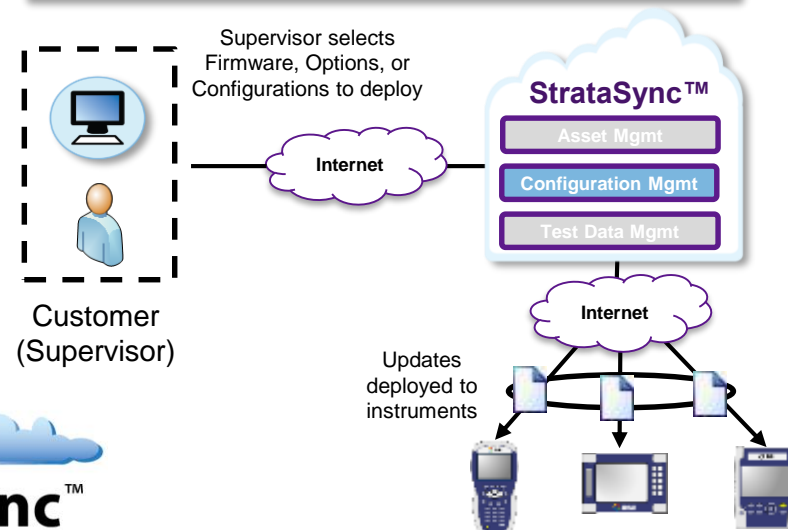 Supervisor selects
Firmware, Options, or
Configurations to deploy
StrataSync™
Asset Mgmt
Configuration Mgmt
Test Data Mgmt
Internet
Customer
(Supervisor)
Internet
Updates
deployed to
instruments
nc™